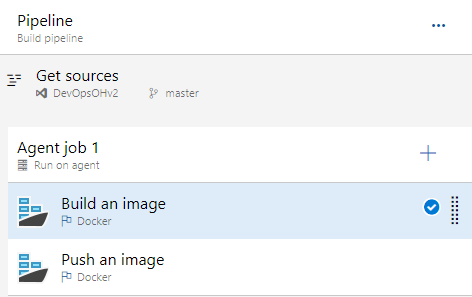 Pipeline
Build pipeline
Get sources
DevOpsOHv2 master
Agent job 1
Run on agent
Build an image
Docker
Push an image
Docker